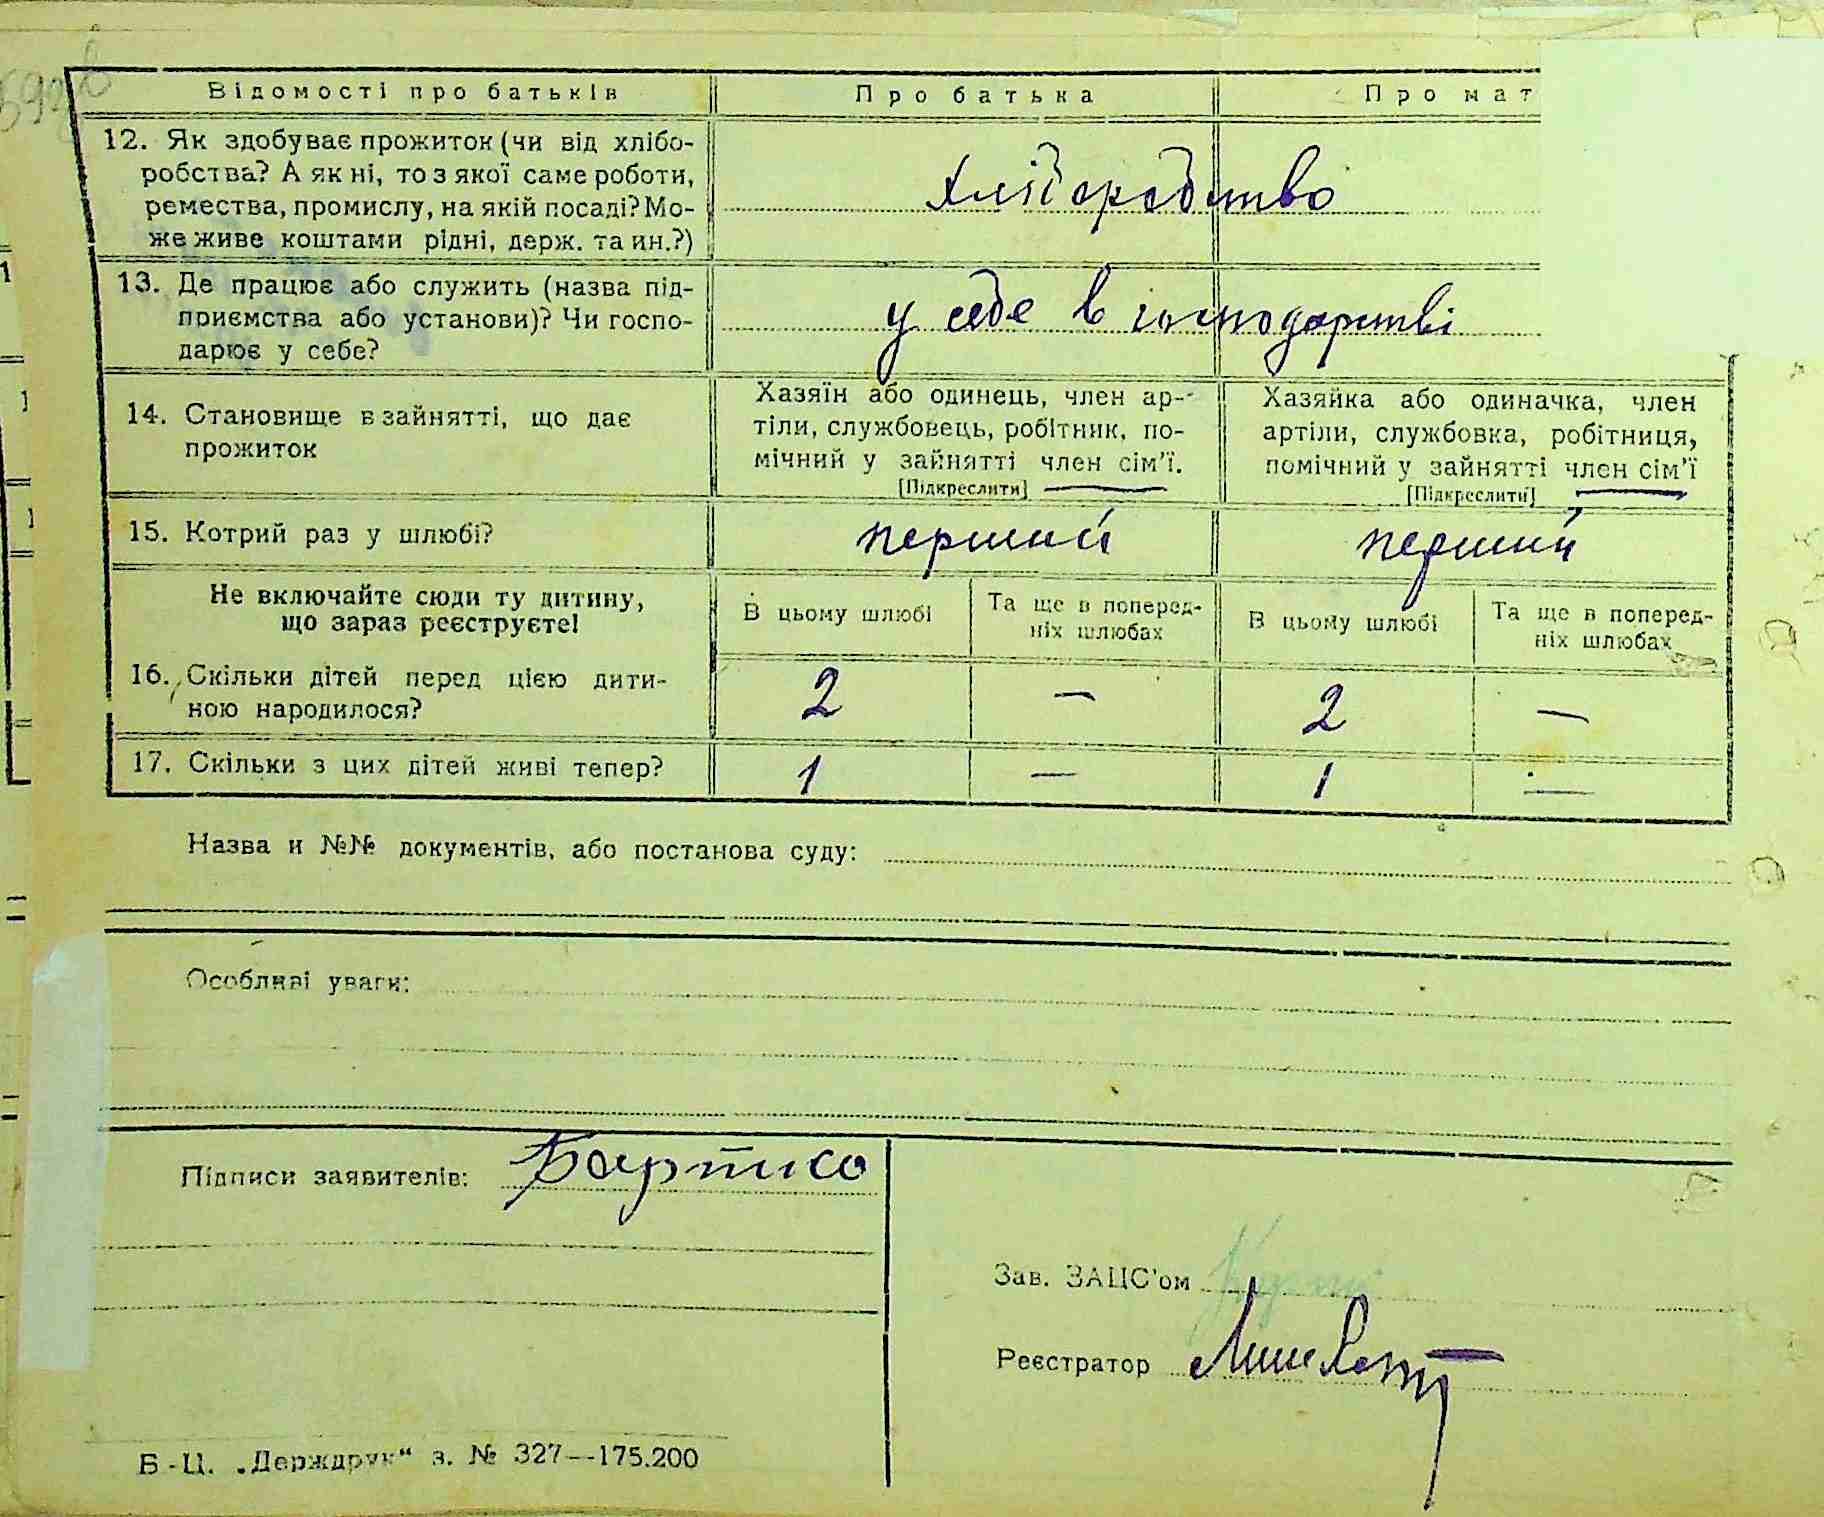 Відомості про батьків
Про батька
Про мат
12. Як здобуває прожиток (чи від хлібо-
робства? А як ні, то з якої саме роботи,
ремества, промислу, на якій посаді? Мо-
же живе коштами рідні, держ. та ин.?)
хліборобство
13. Де працює або служить (назва під-
приємства або установи)? Чи госпо-
дарює у себе?
у себе в господарстві
14. Становище в зайнятті, що дає
прожиток
Хазяїн або одинець, член ар-
тіли, службовець, робітник, по-
мічний у зайнятті член сім'ї.
[Підкреслити]
Хазяйка або одиначка, член
артіли, службовка, робітниця,
помічний у зайнятті член сім'ї
[Підкреслити]
15. Котрий раз у шлюбі?
перший
перший
Не включайте сюди ту дитину,
що зараз реєструєте!
В цьому шлюбі
Та ще в поперед-
ніх шлюбах
В цьому шлюбі
Та ще в поперед-
ніх шлюбах
16. Скільки дітей перед цією дити-
ною народилося?
2
—
2
—
17. Скільки з цих дітей живі тепер?
1
—
1
—
Назва и №№ документів, або постанова суду:
Особливі уваги:
Підписи заявителів:
Зав. ЗАЦС'ом
Реєстратор
Б-Ц. „Держдрук“ з. № 327—175.200